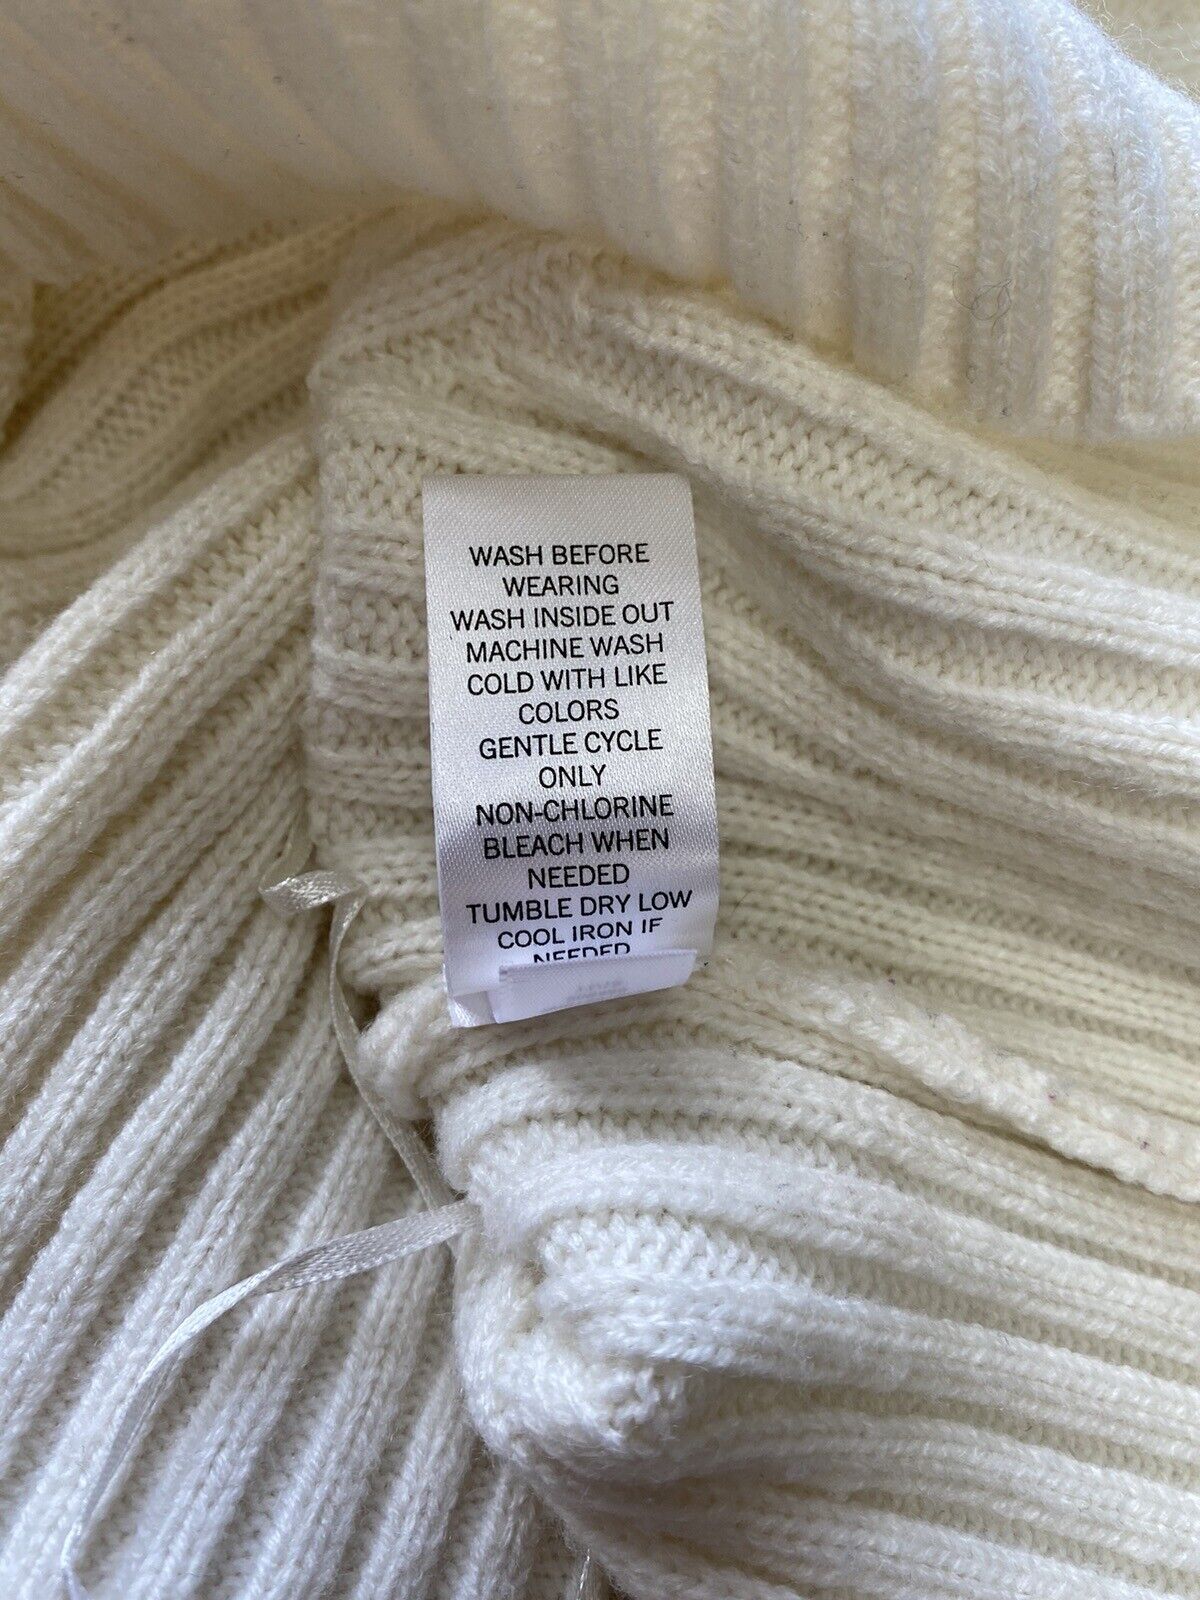 WASH BEFORE
WEARING
WASH INSIDE OUT
MACHINE WASH
COLD WITH LIKE
COLORS
GENTLE CYCLE
ONLY
NON-CHLORINE
BLEACH WHEN
NEEDED
TUMBLE DRY LOW
COOL IRON IF
NEEDED